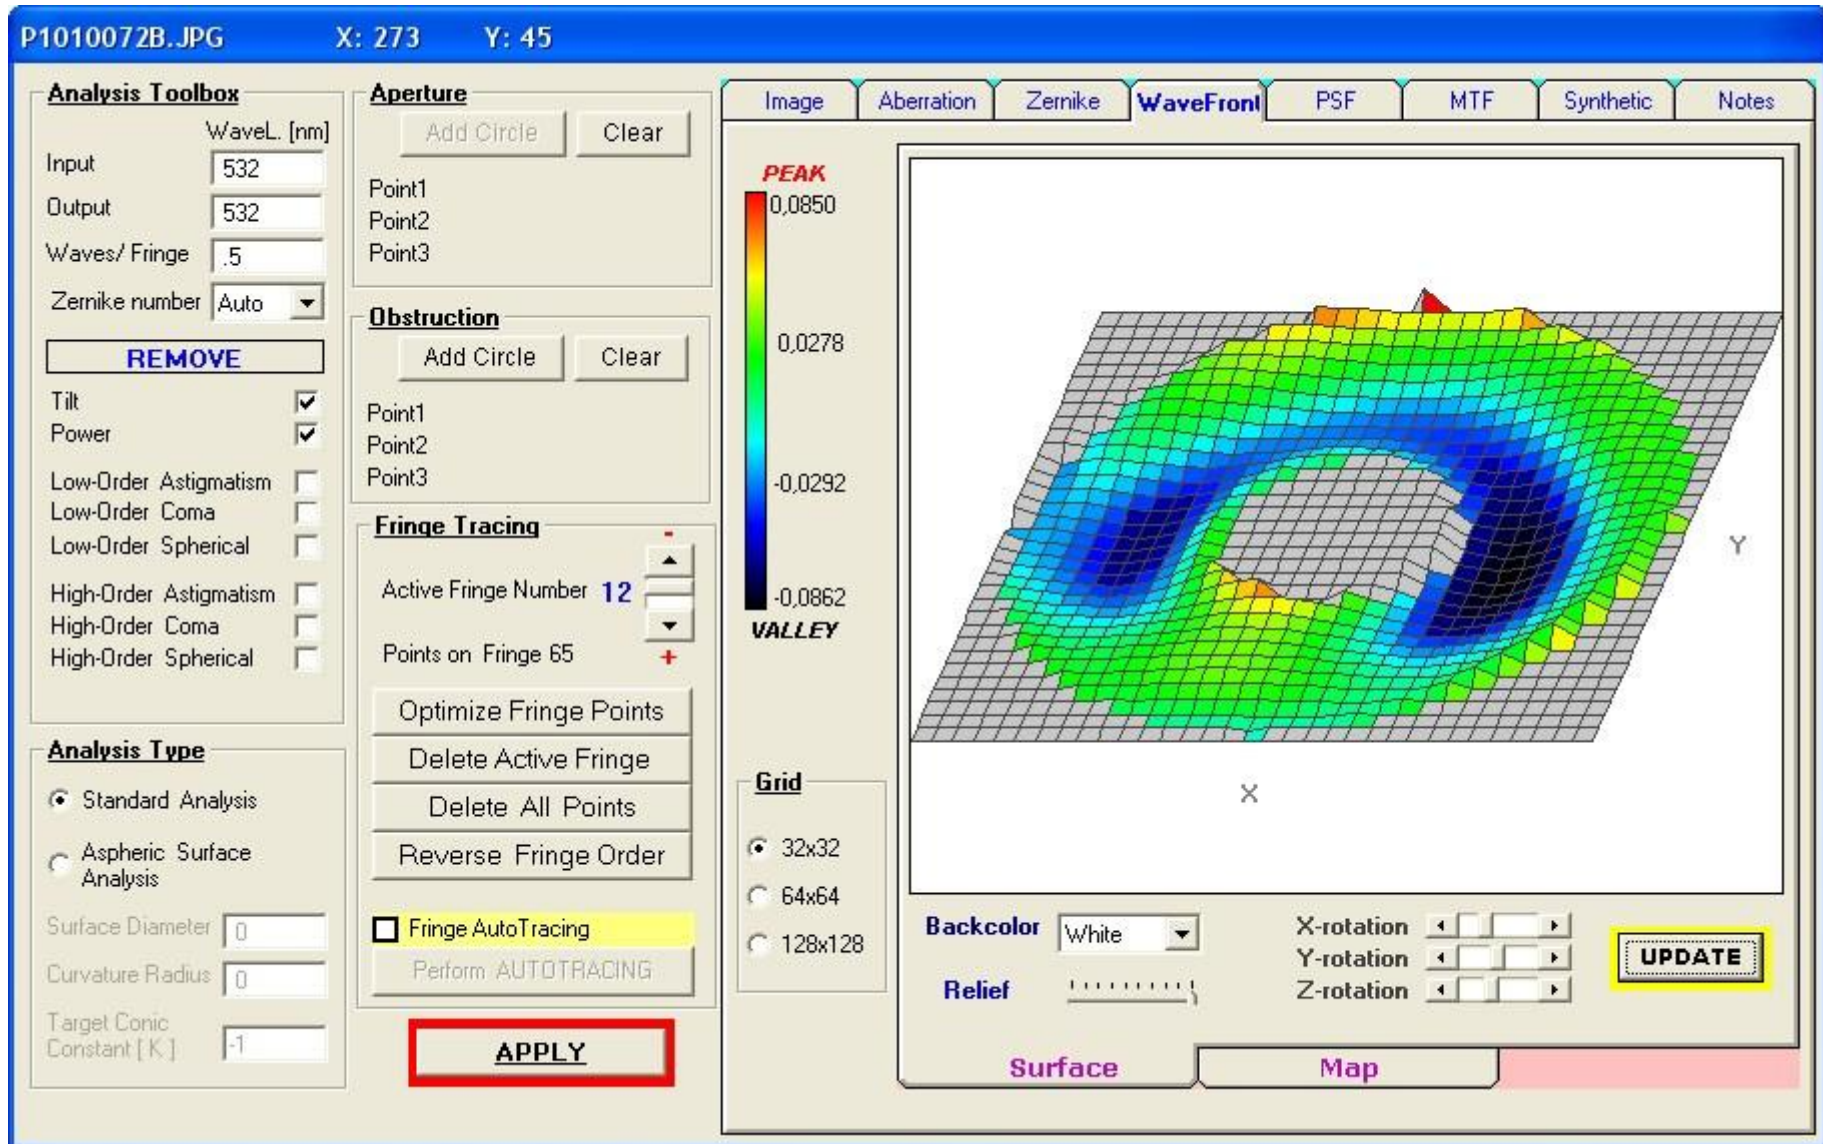 P1010072B.JPG X: 273 Y: 45
Analysis Toolbox
WaveL. [nm]
Input 532
Output 532
Waves/ Fringe .5
Zernike number Auto
REMOVE
Tilt
Power
Low-Order Astigmatism
Low-Order Coma
Low-Order Spherical
High-Order Astigmatism
High-Order Coma
High-Order Spherical
Analysis Type
Standard Analysis
Aspheric Surface
Analysis
Surface Diameter 0
Curvature Radius 0
Target Conic
Constant [ K ] -1
Aperture
Add Circle Clear
Point1
Point2
Point3
Obstruction
Add Circle Clear
Point1
Point2
Point3
Fringe Tracing
-
Active Fringe Number 12
Points on Fringe 65 +
Optimize Fringe Points
Delete Active Fringe
Delete All Points
Reverse Fringe Order
Fringe AutoTracing
Perform AUTOTRACING
APPLY
Image Aberration Zernike WaveFront PSF MTF Synthetic Notes
PEAK
0,0850
0,0278
-0,0292
-0,0862
VALLEY
Y
X
Grid
32x32
64x64
128x128
Backcolor White
Relief
X-rotation
Y-rotation
Z-rotation
UPDATE
Surface Map